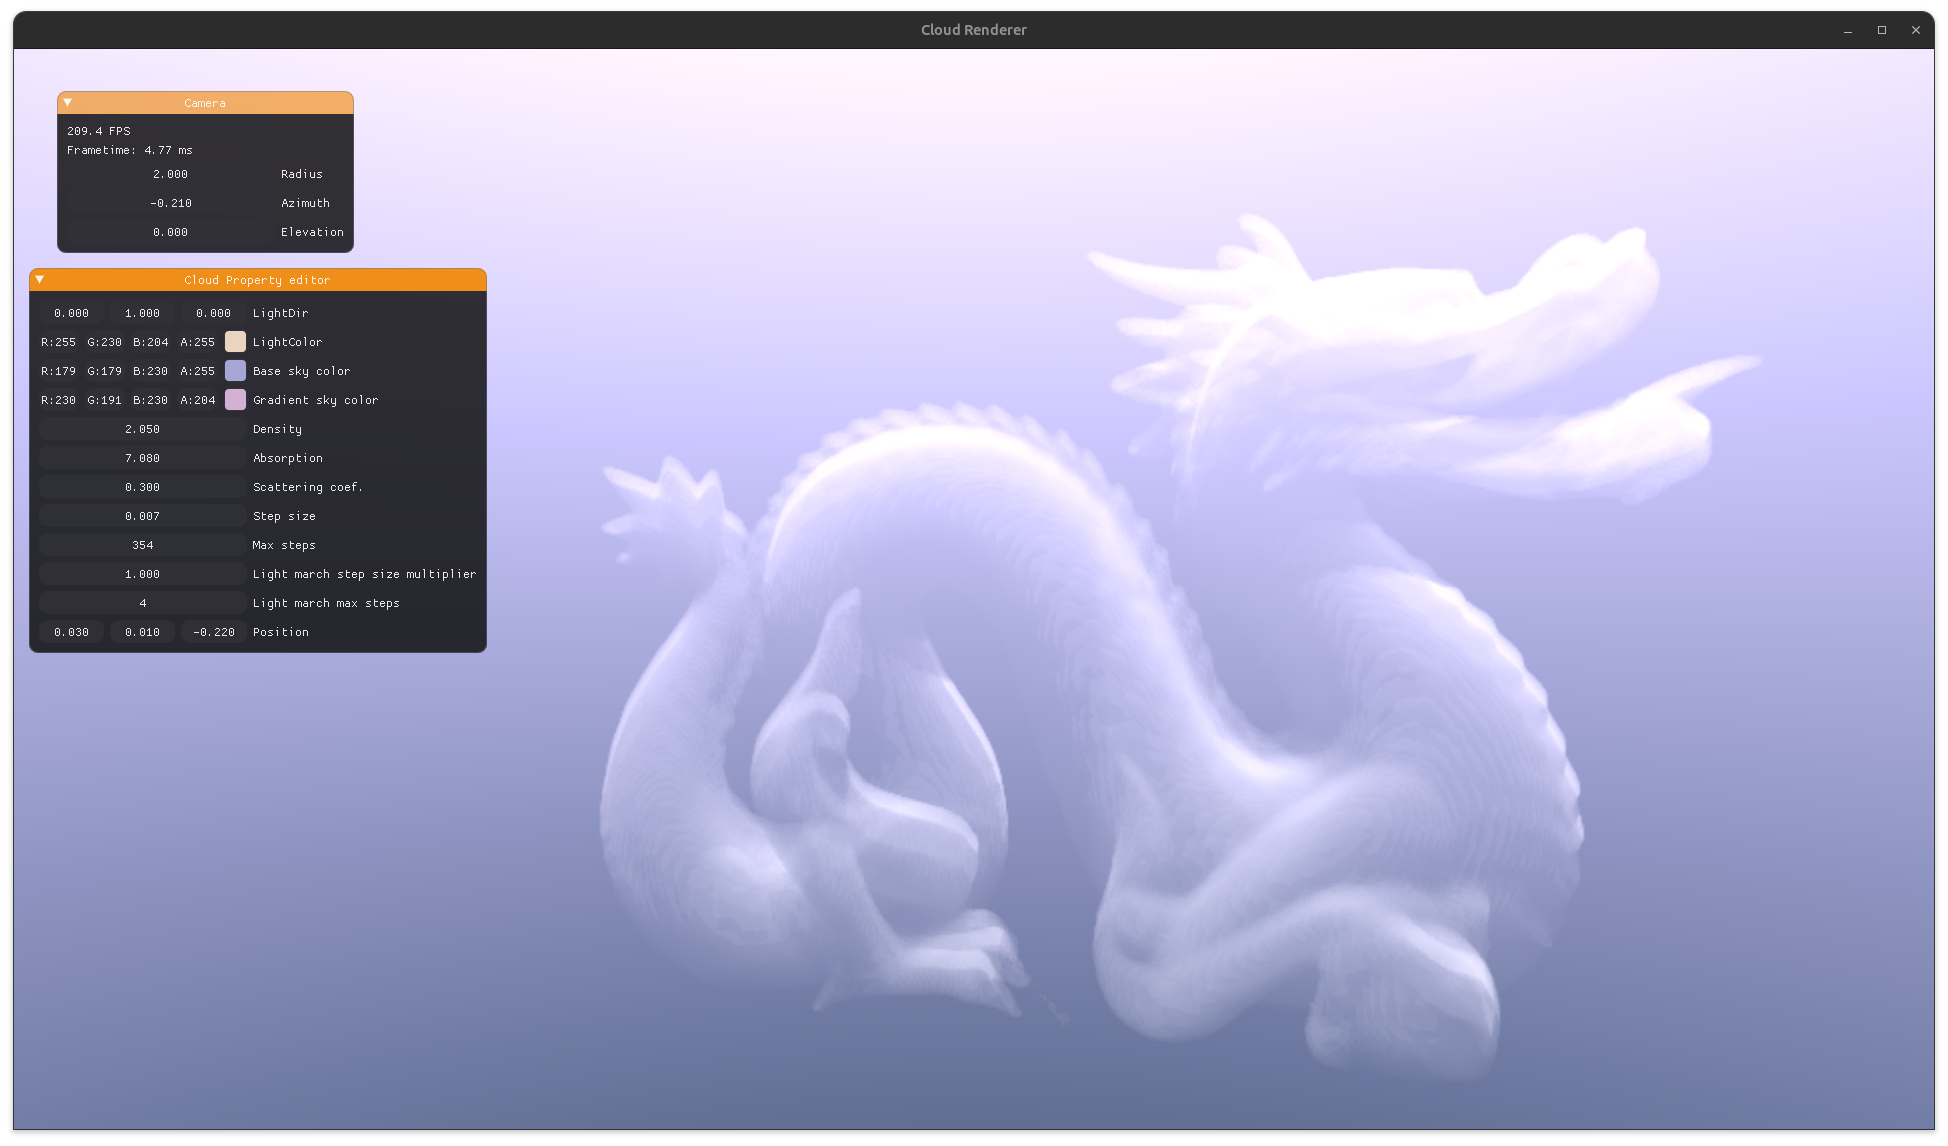 Cloud Renderer
Camera
209.4 FPS
Frametime: 4.77 ms
2.000 Radius
-0.210 Azimuth
0.000 Elevation
Cloud Property editor
0.000 1.000 0.000 LightDir
R:255 G:230 B:204 A:255 LightColor
R:179 G:179 B:230 A:255 Base sky color
R:230 G:191 B:230 A:204 Gradient sky color
2.050 Density
7.080 Absorption
0.300 Scattering coef.
0.007 Step size
354 Max steps
1.000 Light march step size multiplier
4 Light march max steps
0.030 0.010 -0.220 Position